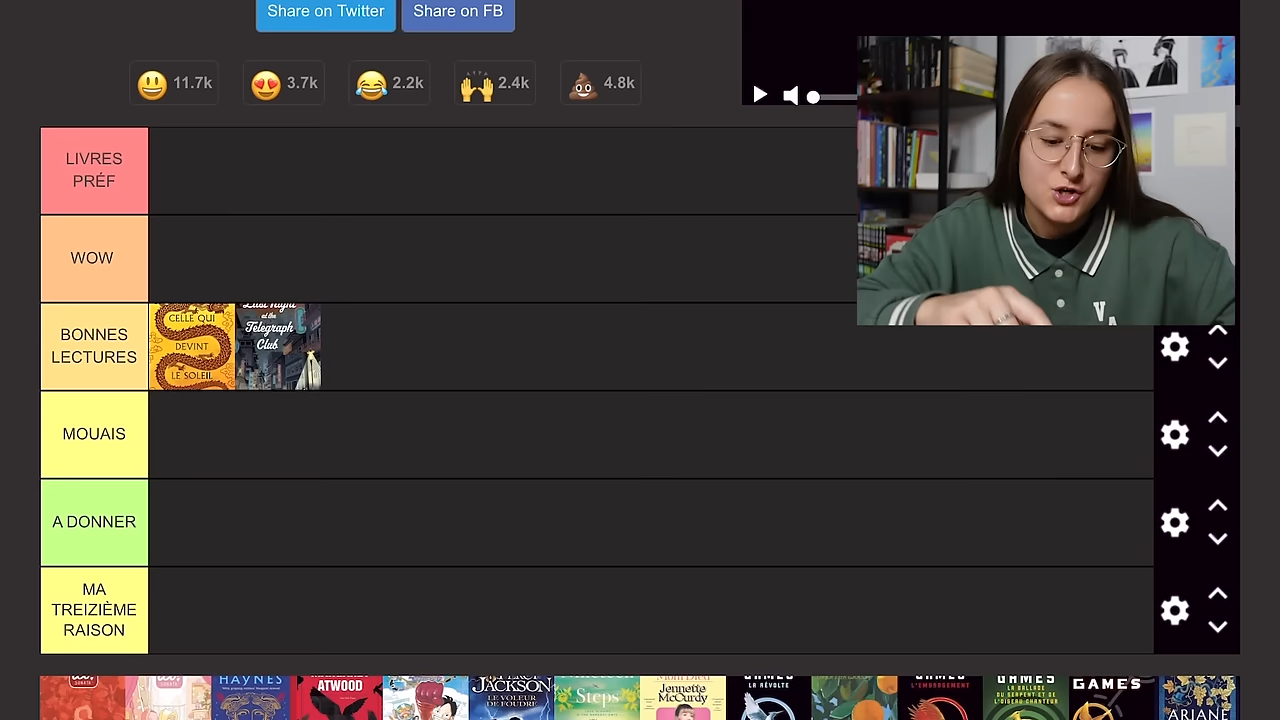 Share on Twitter
Share on FB
11.7k
3.7k
2.2k
2.4k
4.8k
LIVRES
PRÉF
WOW
BONNES
LECTURES
CELLE QUI
DEVINT
LE SOLEIL
Last Night
at the
Telegraph
Club
MOUAIS
A DONNER
MA
TREIZIÈME
RAISON
HAYNES
ATWOOD
JACKSON
LE VOLEUR
DE FOUDRE
Steps
Jennette
McCurdy
GAMES
LA RÉVOLTE
GAMES
L'EMBRASEMENT
GAMES
LA BALLADE
DU SERPENT ET DE
L'OISEAU CHANTEUR
GAMES
ARIANE